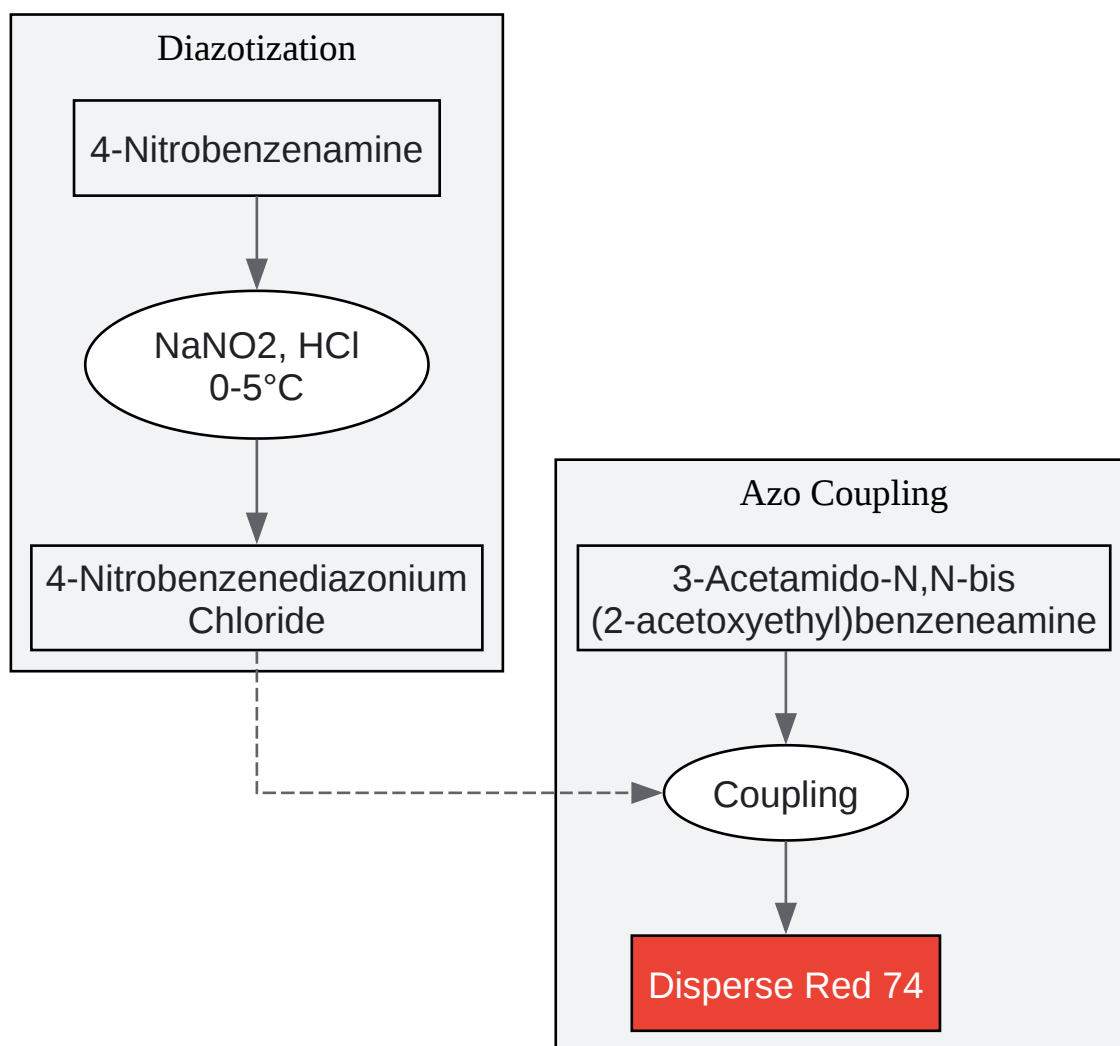 Diazotization
4-Nitrobenzenamine
NaNO2, HCl
0-5°C
4-Nitrobenzenediazonium
Chloride
Azo Coupling
3-Acetamido-N,N-bis
(2-acetoxyethyl)benzeneamine
Coupling
Disperse Red 74